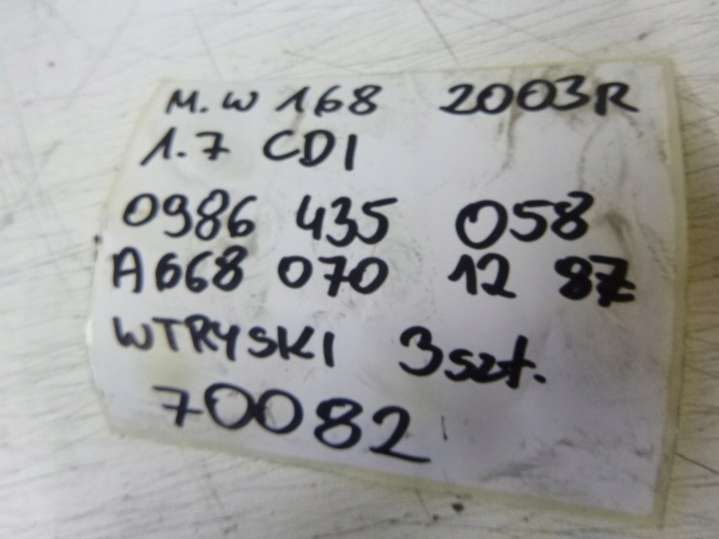 M.W 168 2003R
1.7 CDI
0986 435 058
A668 070 12 87
WTRYSKI 3szt.
70082